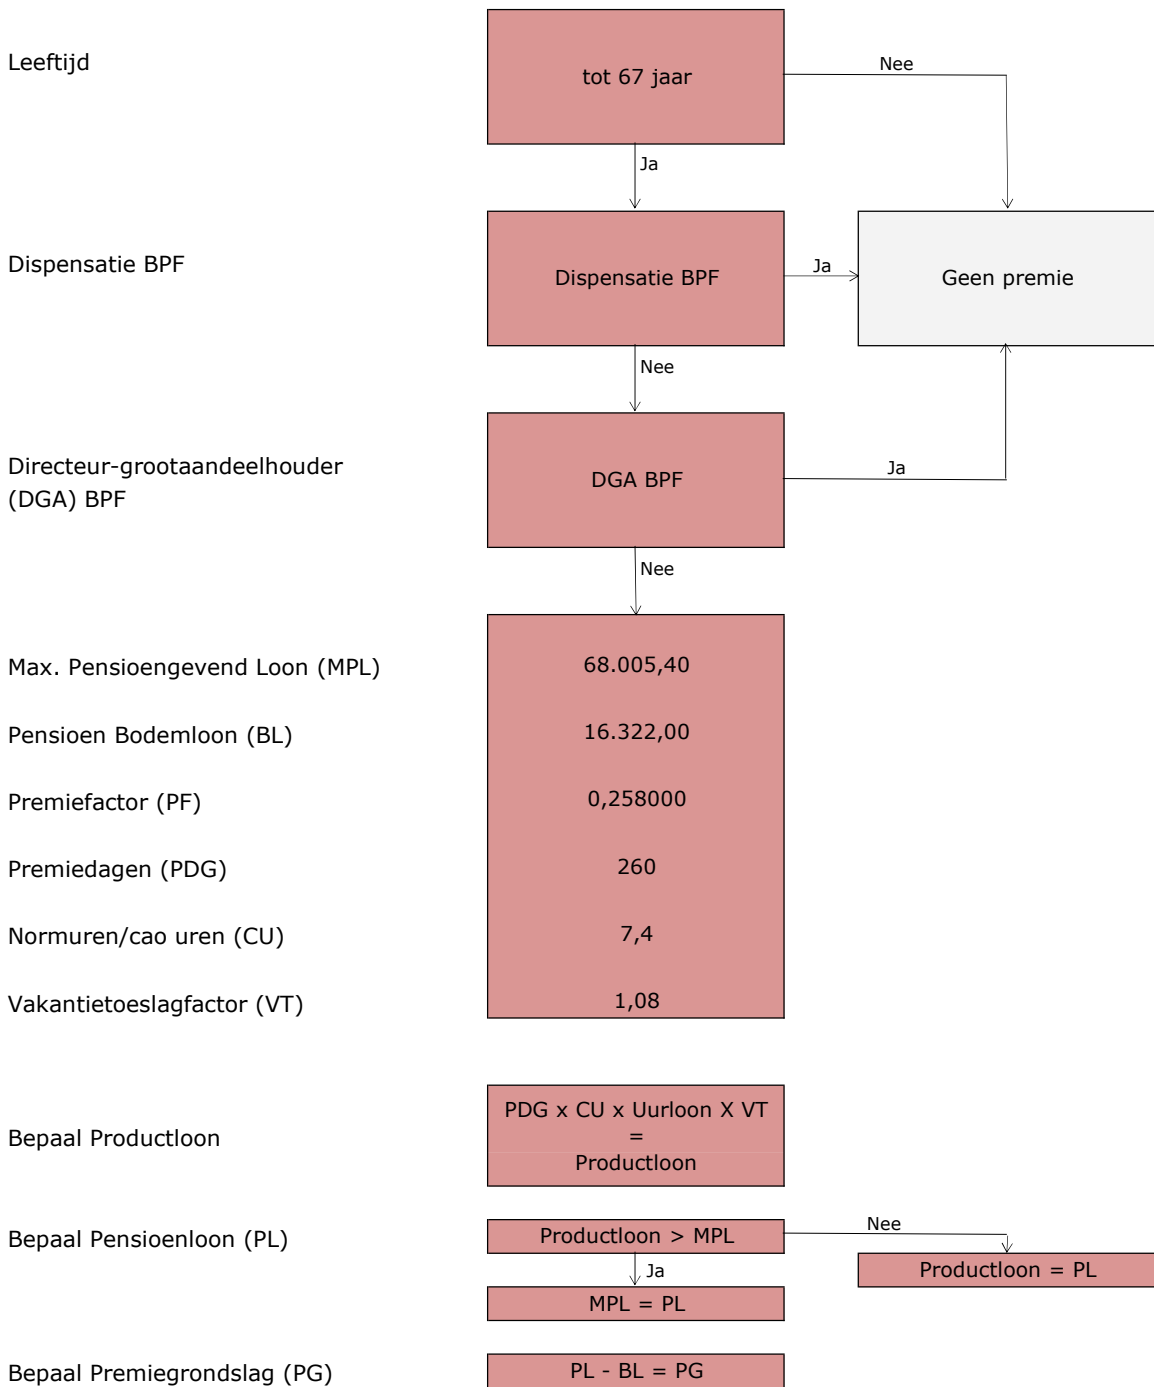 Leeftijd
tot 67 jaar
Nee
Ja
Dispensatie BPF
Dispensatie BPF
Ja
Geen premie
Nee
Directeur-grootaandeelhouder
(DGA) BPF
DGA BPF
Ja
Nee
Max. Pensioengevend Loon (MPL)
68.005,40
Pensioen Bodemloon (BL)
16.322,00
Premiefactor (PF)
0,258000
Premiedagen (PDG)
260
Normuren/cao uren (CU)
7,4
Vakantietoeslagfactor (VT)
1,08
Bepaal Productloon
PDG x CU x Uurloon X VT
=
Productloon
Bepaal Pensioenloon (PL)
Productloon > MPL
Nee
Ja
Productloon = PL
MPL = PL
Bepaal Premiegrondslag (PG)
PL - BL = PG